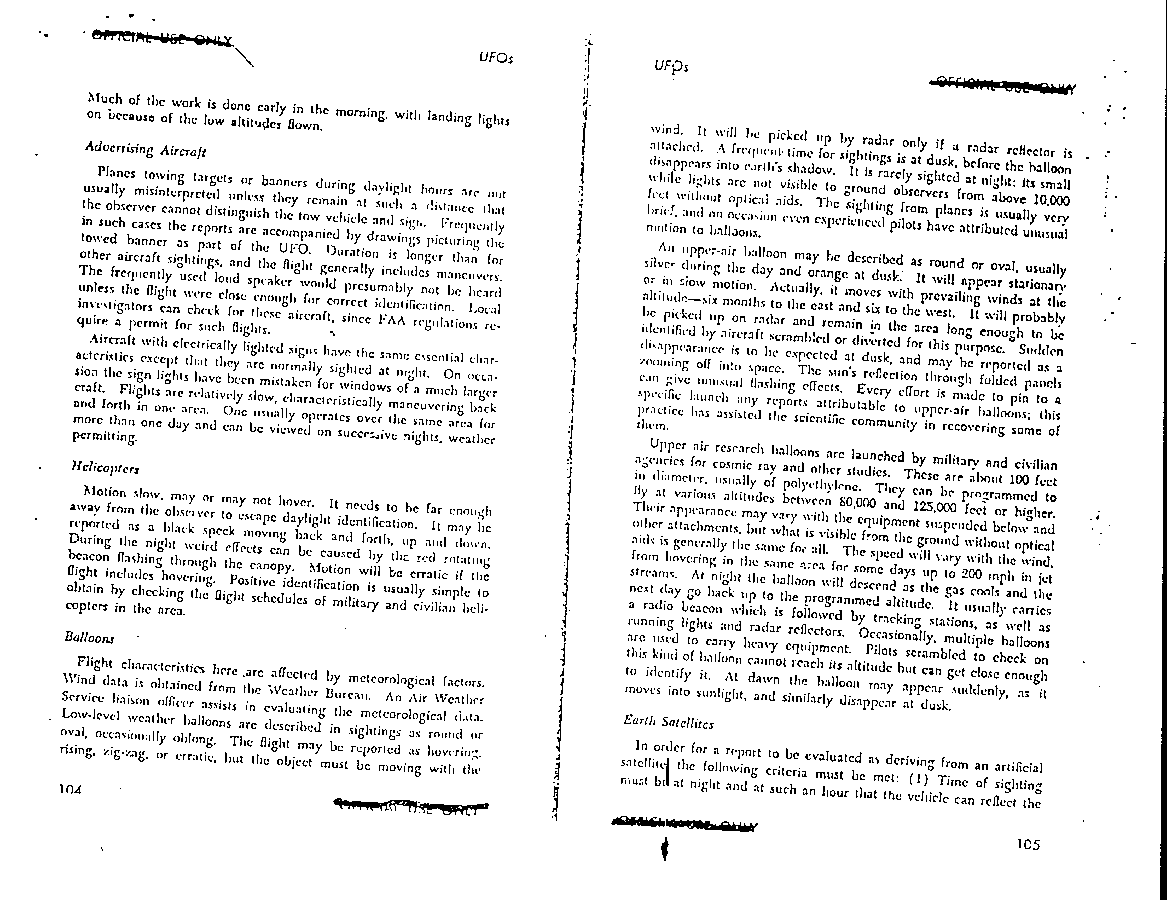 OFFICIAL USE ONLY
UFOs
Much of the work is done early in the morning, with landing lights
on because of the low altitudes flown.
Advertising Aircraft
Planes towing targets or banners during daylight hours are not
usually misinterpreted unless they remain at such a distance that
the observer cannot distinguish the tow vehicle and sign. Frequently
in such cases the reports are accompanied by drawings picturing the
towed banner as part of the UFO. Duration is longer than for
other aircraft sightings, and the flight generally includes maneuvers.
The frequently used loud speaker would presumably not be heard
unless the flight were close enough for correct identification. Local
investigators can check for these aircraft, since FAA regulations re-
quire a permit for such flights.
Aircraft with electrically lighted signs have the same essential char-
acteristics except that they are normally sighted at night. On occa-
sion the sign lights have been mistaken for windows of a much larger
craft. Flights are relatively slow, characteristically maneuvering back
and forth in one area. One usually operates over the same area for
more than one day and can be viewed on successive nights, weather
permitting.
Helicopters
Motion slow, may or may not hover. It needs to be far enough
away from the observer to escape daylight identification. It may be
reported as a black speck moving back and forth, up and down.
During the night weird effects can be caused by the red rotating
beacon flashing through the canopy. Motion will be erratic if the
flight includes hovering. Positive identification is usually simple to
obtain by checking the flight schedules of military and civilian heli-
copters in the area.
Balloons
Flight characteristics here are affected by meteorological factors.
Wind data is obtained from the Weather Bureau. An Air Weather
Service liaison officer assists in evaluating the meteorological data.
Low-level weather balloons are described in sightings as round or
oval, occasionally oblong. The flight may be reported as hovering,
rising, zig-zag, or erratic, but the object must be moving with the
104
OFFICIAL USE ONLY
UFOs
OFFICIAL USE ONLY
wind. It will be picked up by radar only if a radar reflector is
attached. A frequent time for sightings is at dusk, before the balloon
disappears into earth's shadow. It is rarely sighted at night; its small
white lights are not visible to ground observers from above 10,000
feet without optical aids. The sighting from planes is usually very
brief, and on occasion even experienced pilots have attributed unusual
motion to balloons.
An upper-air balloon may be described as round or oval, usually
silver during the day and orange at dusk. It will appear stationary
or in slow motion. Actually, it moves with prevailing winds at the
altitude—six months to the east and six to the west. It will probably
be picked up on radar and remain in the area long enough to be
identified by aircraft scrambled or diverted for this purpose. Sudden
disappearance is to be expected at dusk, and may be reported as a
zooming off into space. The sun's reflection through folded panels
can give unusual flashing effects. Every effort is made to pin to a
specific launch any reports attributable to upper-air balloons; this
practice has assisted the scientific community in recovering some of
them.
Upper air research balloons are launched by military and civilian
agencies for cosmic ray and other studies. These are about 100 feet
in diameter, usually of polyethylene. They can be programmed to
fly at various altitudes between 80,000 and 125,000 feet or higher.
Their appearance may vary with the equipment suspended below and
other attachments, but what is visible from the ground without optical
aids is generally the same for all. The speed will vary with the wind,
from hovering in the same area for some days up to 200 mph in jet
streams. At night the balloon will descend as the gas cools and the
next day go back up to the programmed altitude. It usually carries
a radio beacon which is followed by tracking stations, as well as
running lights and radar reflectors. Occasionally, multiple balloons
are used to carry heavy equipment. Pilots scrambled to check on
this kind of balloon cannot reach its altitude but can get close enough
to identify it. At dawn the balloon may appear suddenly, as it
moves into sunlight, and similarly disappear at dusk.
Earth Satellites
In order for a report to be evaluated as deriving from an artificial
satellite the following criteria must be met: (1) Time of sighting
must be at night and at such an hour that the vehicle can reflect the
OFFICIAL USE ONLY
105